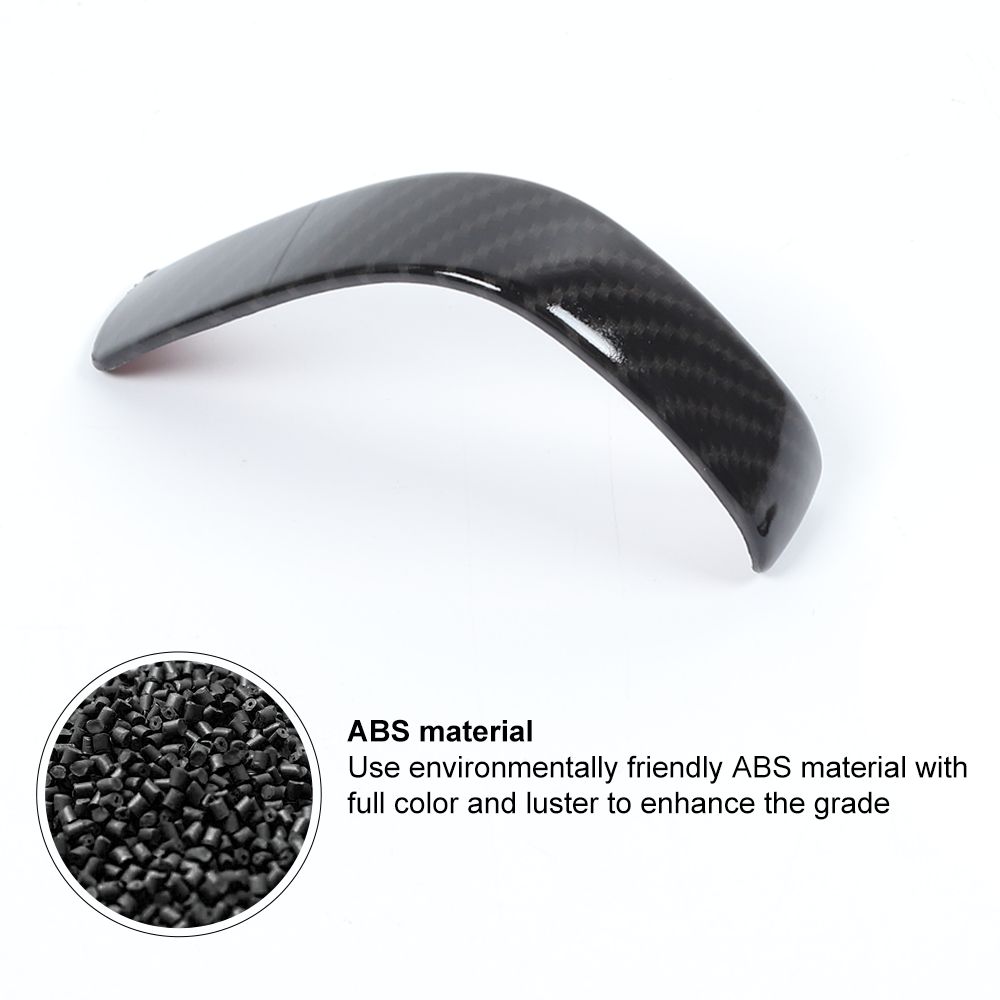 ABS material
Use environmentally friendly ABS material with
full color and luster to enhance the grade